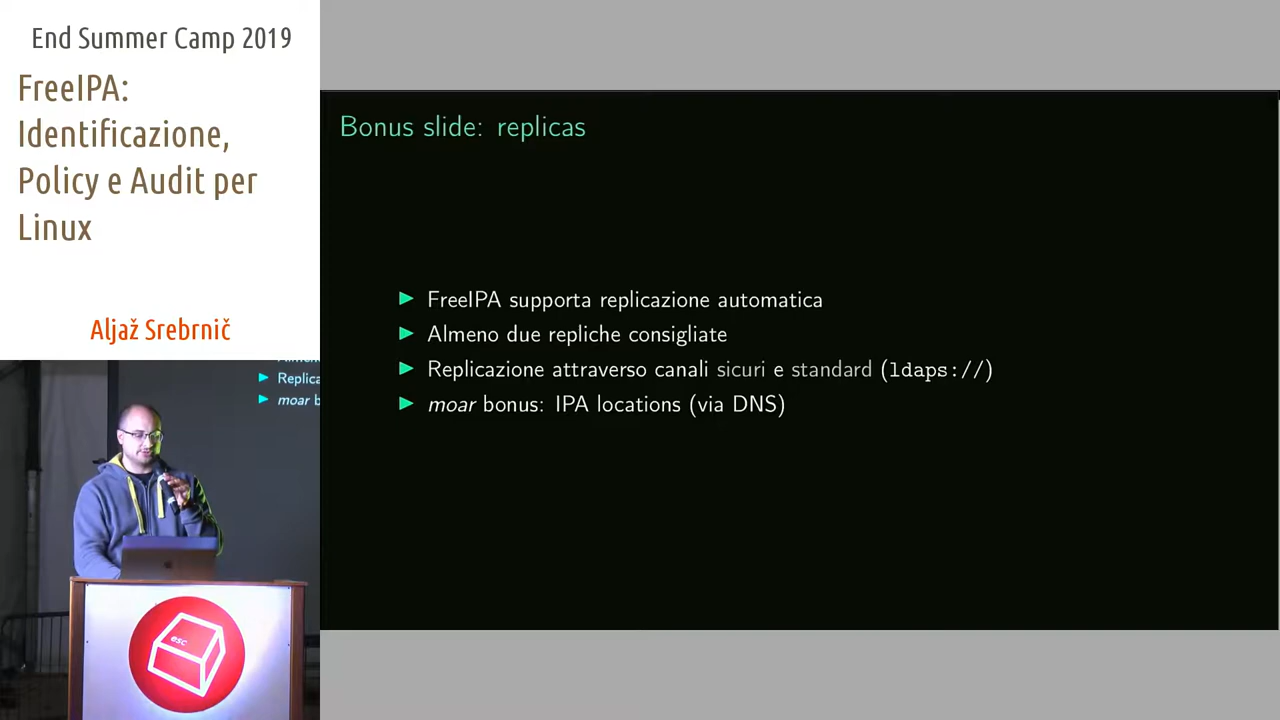 End Summer Camp 2019
FreeIPA:
Identificazione,
Policy e Audit per
Linux
Aljaž Srebrnič
Bonus slide: replicas
FreeIPA supporta replicazione automatica
Almeno due repliche consigliate
Replicazione attraverso canali sicuri e standard (ldaps://)
moar bonus: IPA locations (via DNS)
Replica
moar b
esc